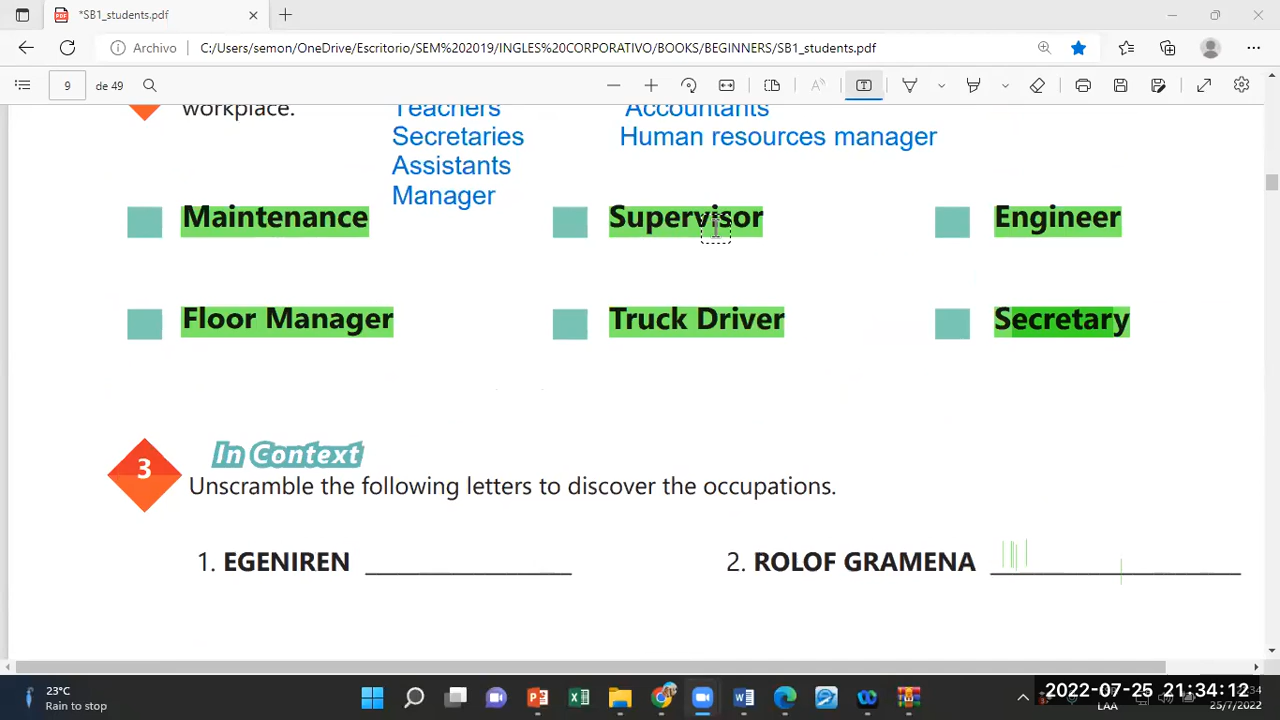 *SB1_students.pdf
Archivo
C:/Users/semon/OneDrive/Escritorio/SEM%202019/INGLES%20CORPORATIVO/BOOKS/BEGINNERS/SB1_students.pdf
9 de 49
workplace.
Teachers
Accountants
Secretaries
Human resources manager
Assistants
Manager
Maintenance
Supervisor
Engineer
Floor Manager
Truck Driver
Secretary
3
In Context
Unscramble the following letters to discover the occupations.
1. EGENIREN
2. ROLOF GRAMENA
23°C
Rain to stop
2022-07-25 21:34:12
LAA
25/7/2022